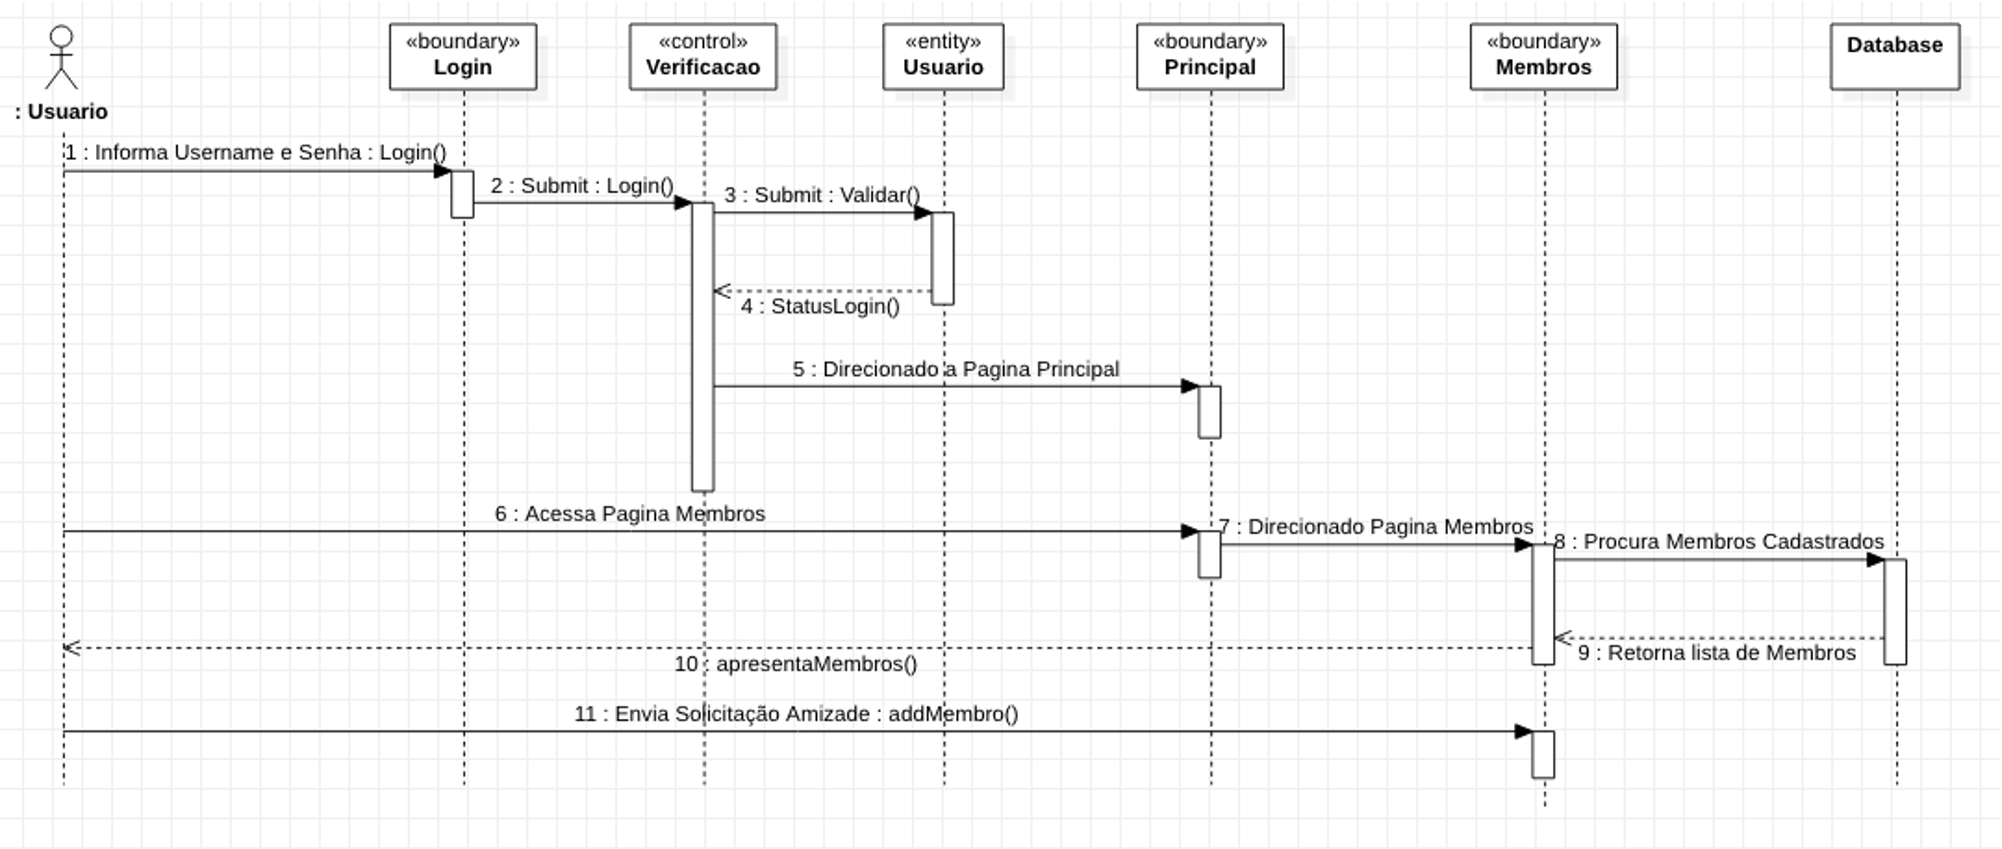 : Usuario
«boundary»
Login
«control»
Verificacao
«entity»
Usuario
«boundary»
Principal
«boundary»
Membros
Database
1 : Informa Username e Senha : Login()
2 : Submit : Login()
3 : Submit : Validar()
4 : StatusLogin()
5 : Direcionado a Pagina Principal
6 : Acessa Pagina Membros
7 : Direcionado Pagina Membros
8 : Procura Membros Cadastrados
9 : Retorna lista de Membros
10 : apresentaMembros()
11 : Envia Solicitação Amizade : addMembro()